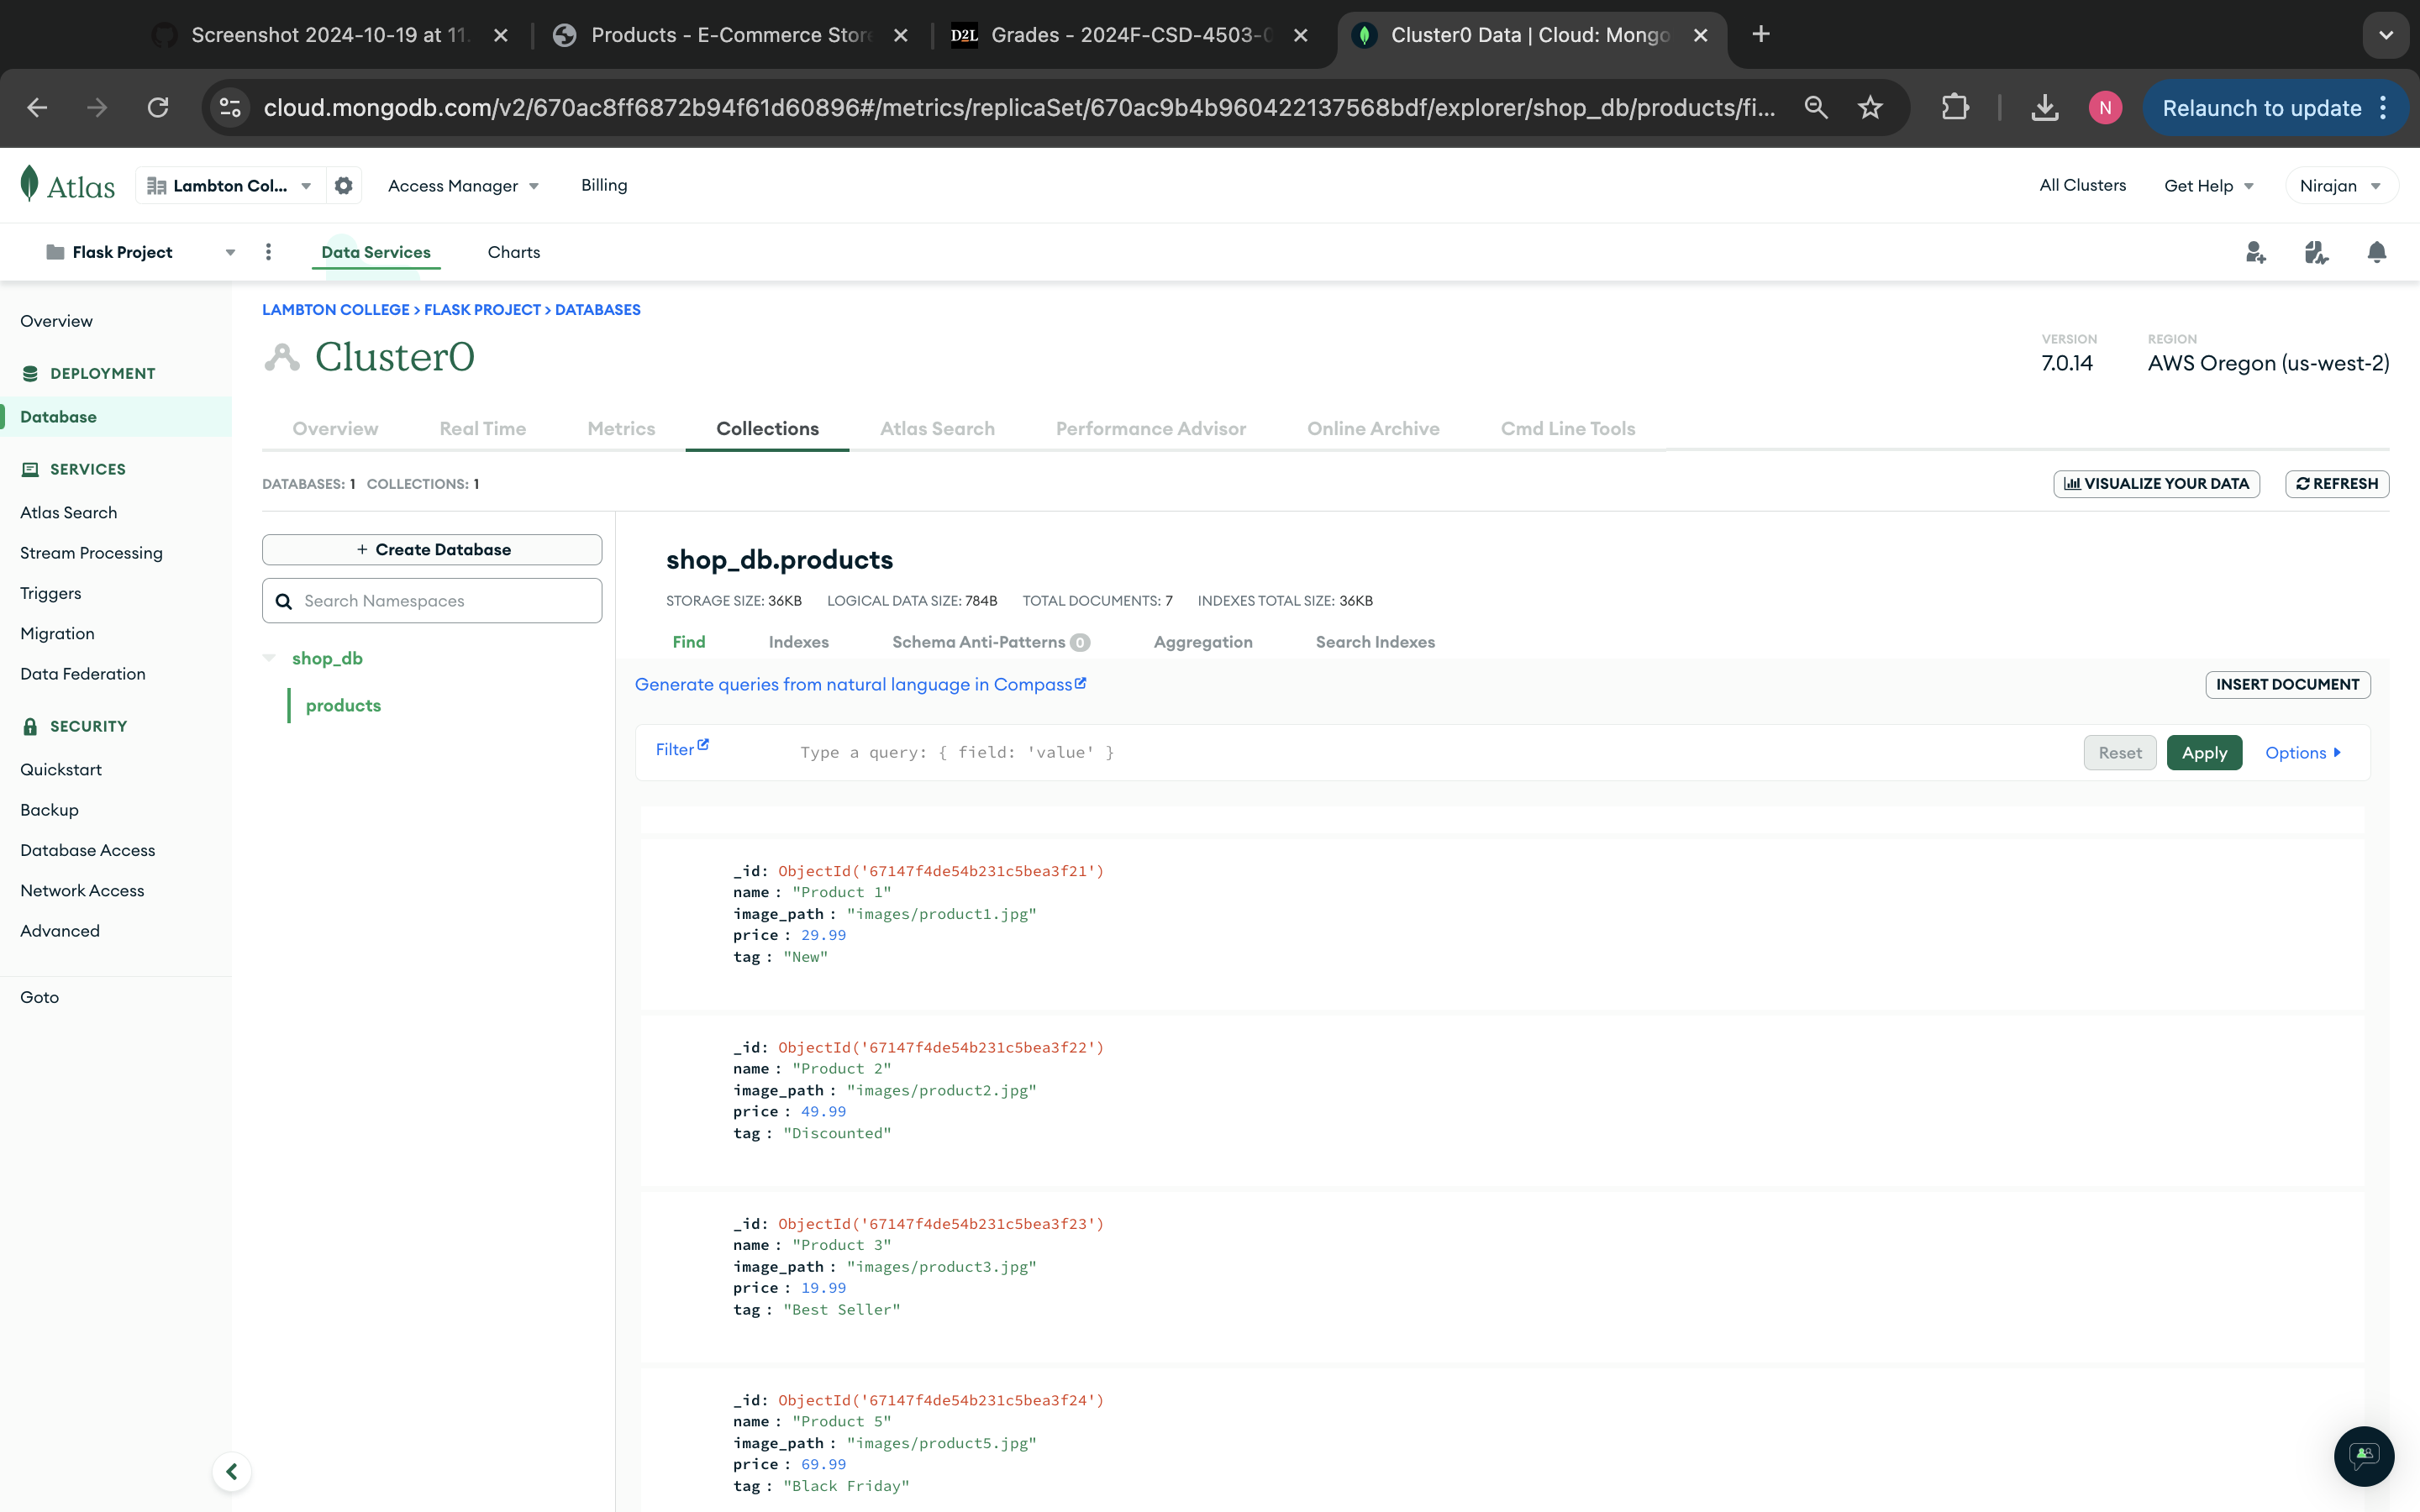 Screenshot 2024-10-19 at 11.
Products - E-Commerce Store
D2L
Grades - 2024F-CSD-4503-0
Cluster0 Data | Cloud: Mongo
cloud.mongodb.com/v2/670ac8ff6872b94f61d60896#/metrics/replicaSet/670ac9b4b960422137568bdf/explorer/shop_db/products/fi...
N
Relaunch to update
Atlas
Lambton Col...
Access Manager
Billing
All Clusters
Get Help
Nirajan
Flask Project
Data Services
Charts
Overview
DEPLOYMENT
Database
SERVICES
Atlas Search
Stream Processing
Triggers
Migration
Data Federation
SECURITY
Quickstart
Backup
Database Access
Network Access
Advanced
Goto
LAMBTON COLLEGE > FLASK PROJECT > DATABASES
Cluster0
VERSION
7.0.14
REGION
AWS Oregon (us-west-2)
Overview
Real Time
Metrics
Collections
Atlas Search
Performance Advisor
Online Archive
Cmd Line Tools
DATABASES: 1 COLLECTIONS: 1
VISUALIZE YOUR DATA
REFRESH
+ Create Database
Search Namespaces
shop_db
products
shop_db.products
STORAGE SIZE: 36KB LOGICAL DATA SIZE: 784B TOTAL DOCUMENTS: 7 INDEXES TOTAL SIZE: 36KB
Find
Indexes
Schema Anti-Patterns 0
Aggregation
Search Indexes
Generate queries from natural language in Compass
INSERT DOCUMENT
Filter
Type a query: { field: 'value' }
Reset
Apply
Options
_id: ObjectId('67147f4de54b231c5bea3f21')
name : "Product 1"
image_path : "images/product1.jpg"
price : 29.99
tag : "New"
_id: ObjectId('67147f4de54b231c5bea3f22')
name : "Product 2"
image_path : "images/product2.jpg"
price : 49.99
tag : "Discounted"
_id: ObjectId('67147f4de54b231c5bea3f23')
name : "Product 3"
image_path : "images/product3.jpg"
price : 19.99
tag : "Best Seller"
_id: ObjectId('67147f4de54b231c5bea3f24')
name : "Product 5"
image_path : "images/product5.jpg"
price : 69.99
tag : "Black Friday"